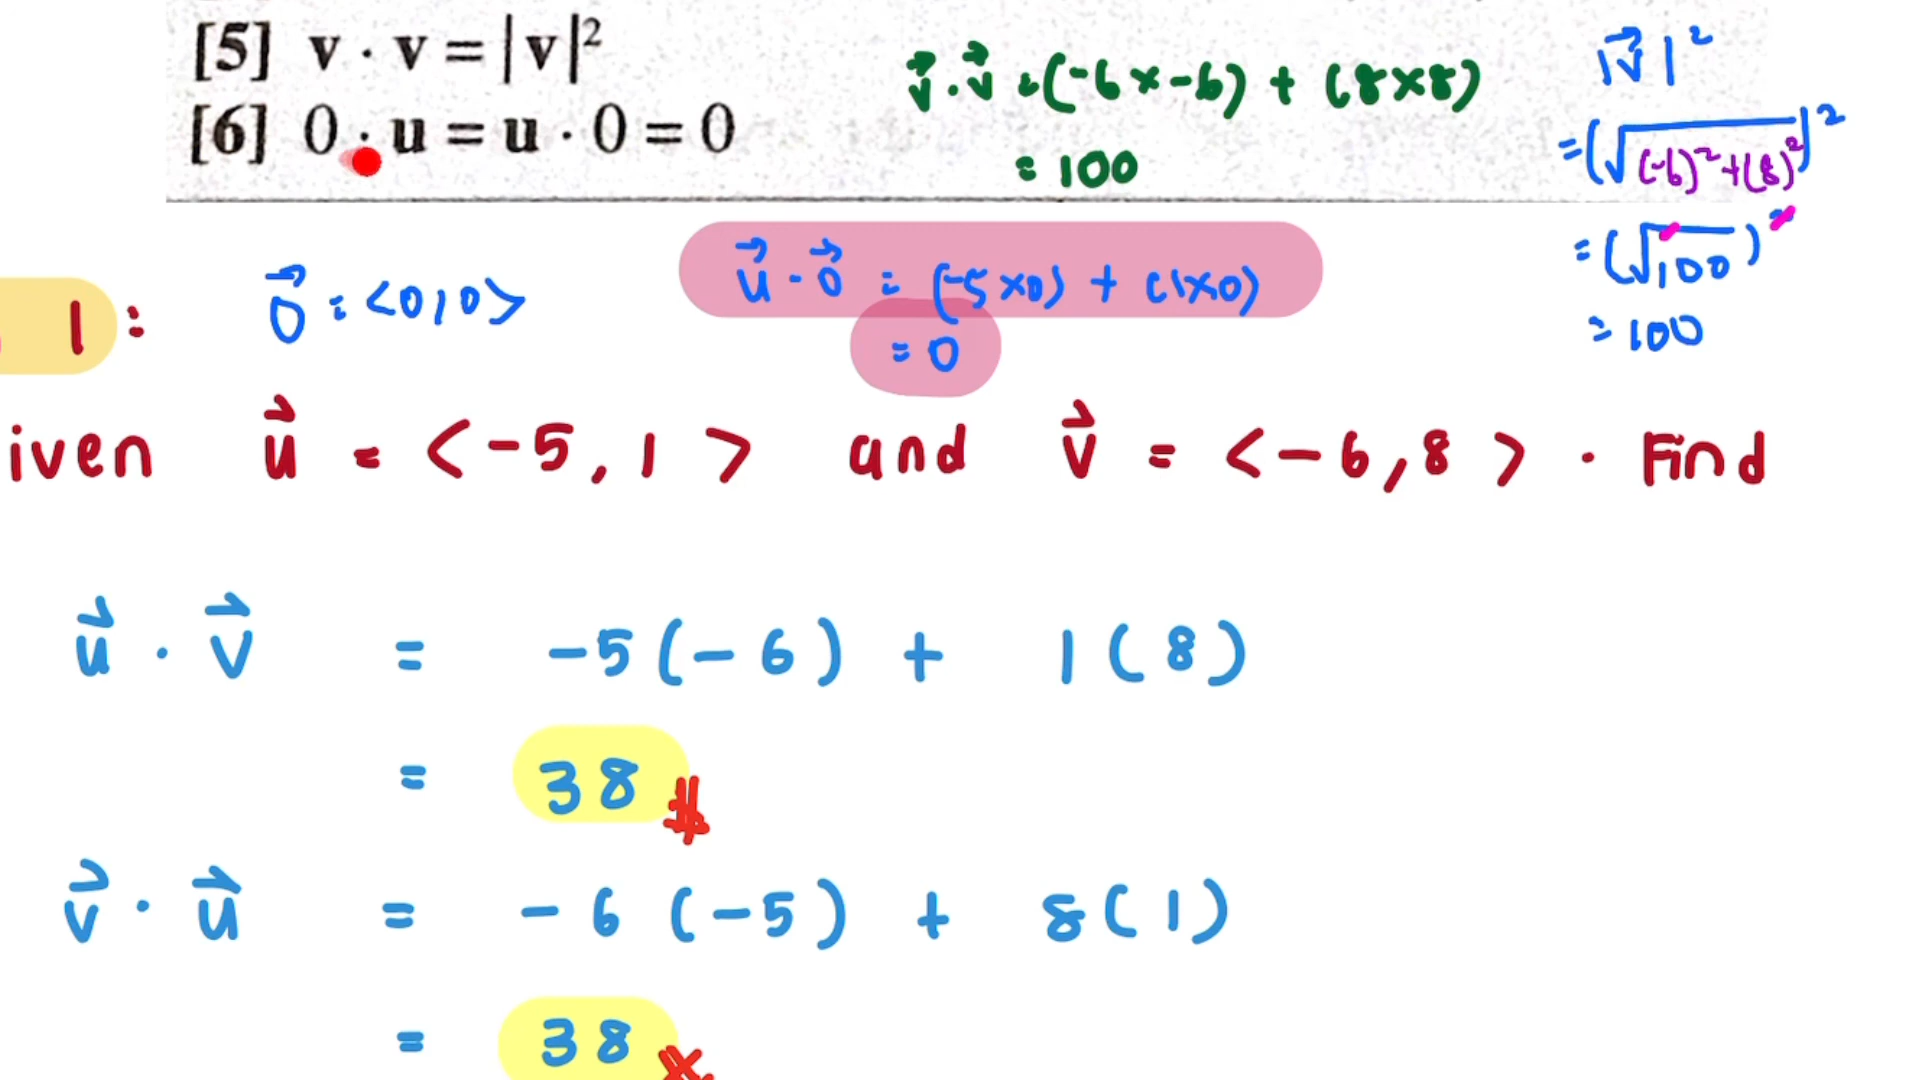 [5] v · v = |v|²
[6] 0 · u = u · 0 = 0
v⃗ · v⃗ = (-6 x -6) + (8 x 8)
= 100
|v⃗|²
= (√(-6)² + (8)²)²
= (√100)²
= 100
1 :
0⃗ = <0, 0>
u⃗ · 0⃗ = (-5 x 0) + (1 x 0)
= 0
iven u⃗ = < -5, 1 > and v⃗ = < -6, 8 > . Find
u⃗ · v⃗ = -5 ( -6 ) + 1 ( 8 )
= 38
v⃗ · u⃗ = -6 ( -5 ) + 8 ( 1 )
= 38